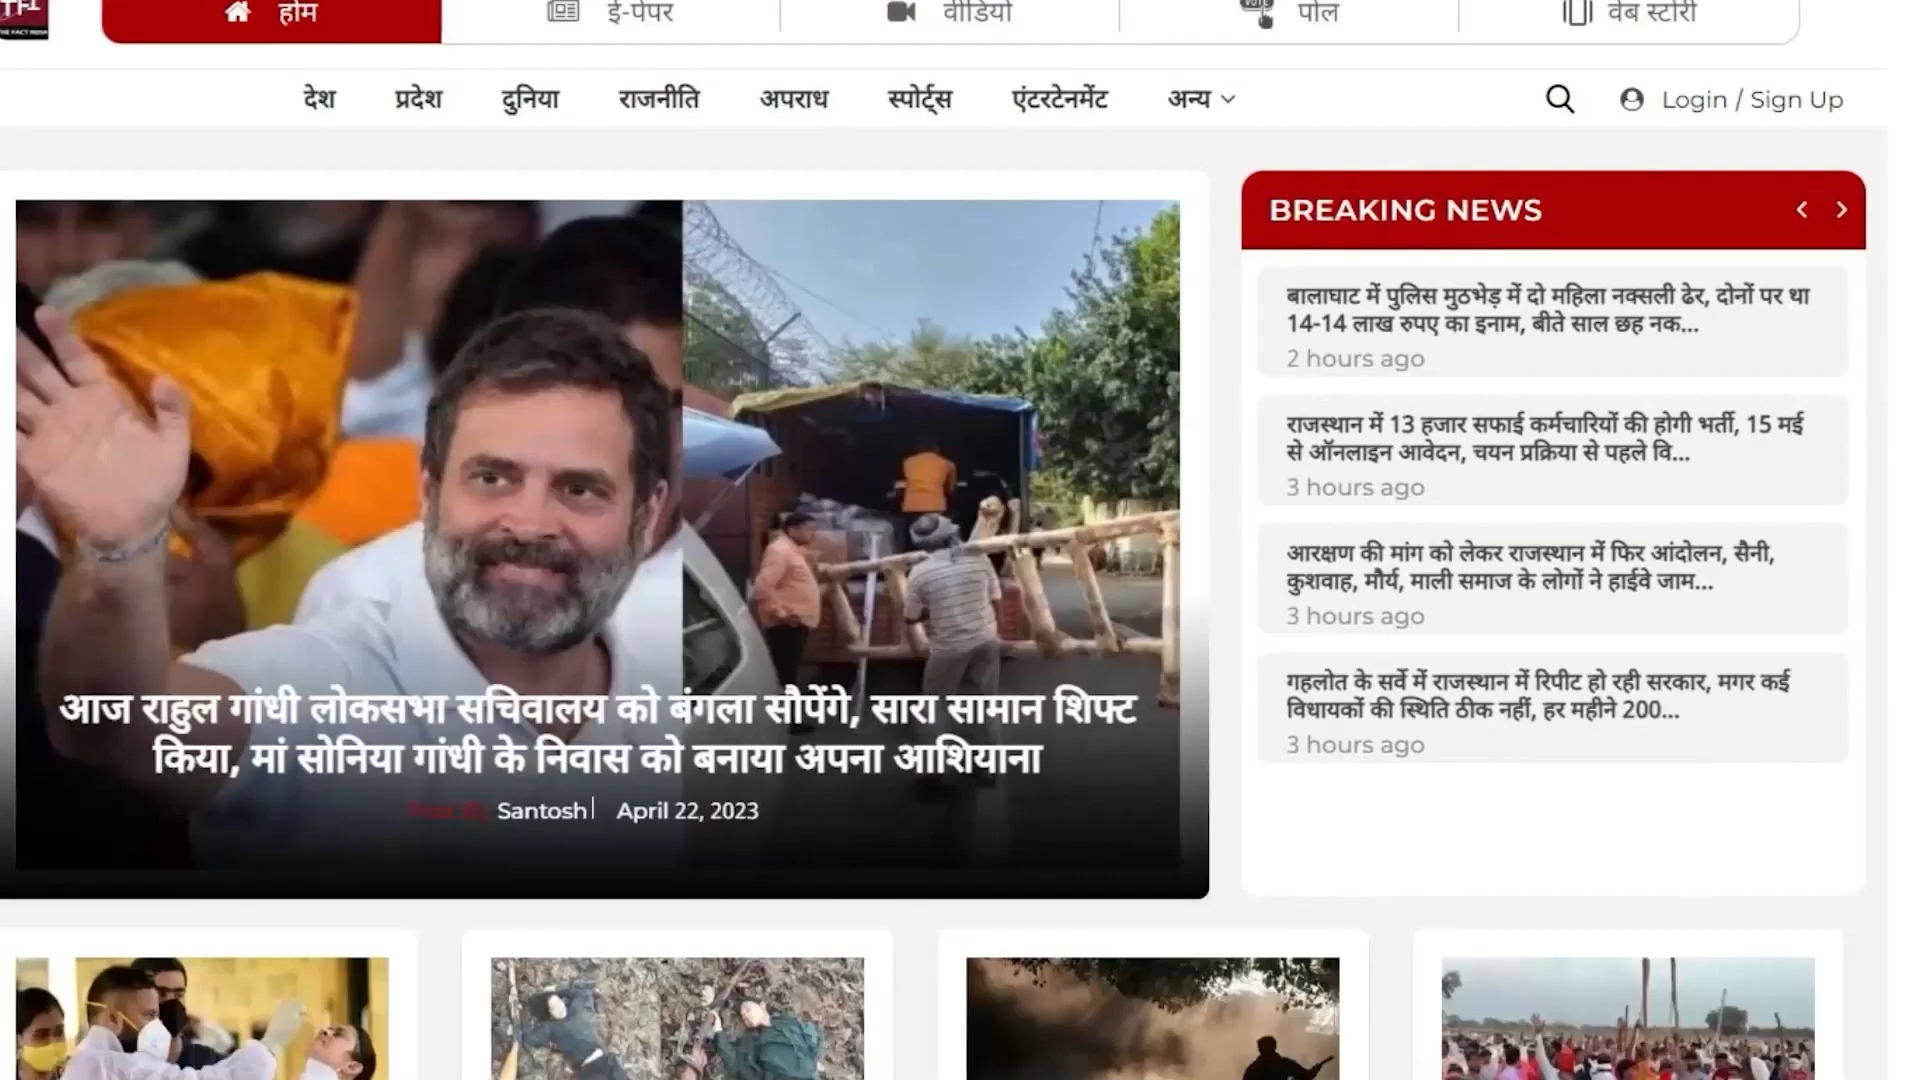 TFI
THE FACT INDIA
होम
ई-पेपर
वीडियो
पोल
वेब स्टोरी
देश
प्रदेश
दुनिया
राजनीति
अपराध
स्पोर्ट्स
एंटरटेनमेंट
अन्य
Login / Sign Up
आज राहुल गांधी लोकसभा सचिवालय को बंगला सौपेंगे, सारा सामान शिफ्ट
किया, मां सोनिया गांधी के निवास को बनाया अपना आशियाना
Santosh
April 22, 2023
BREAKING NEWS
बालाघाट में पुलिस मुठभेड़ में दो महिला नक्सली ढेर, दोनों पर था
14-14 लाख रुपए का इनाम, बीते साल छह नक...
2 hours ago
राजस्थान में 13 हजार सफाई कर्मचारियों की होगी भर्ती, 15 मई
से ऑनलाइन आवेदन, चयन प्रक्रिया से पहले वि...
3 hours ago
आरक्षण की मांग को लेकर राजस्थान में फिर आंदोलन, सैनी,
कुशवाह, मौर्य, माली समाज के लोगों ने हाईवे जाम...
3 hours ago
गहलोत के सर्वे में राजस्थान में रिपीट हो रही सरकार, मगर कई
विधायकों की स्थिति ठीक नहीं, हर महीने 200...
3 hours ago